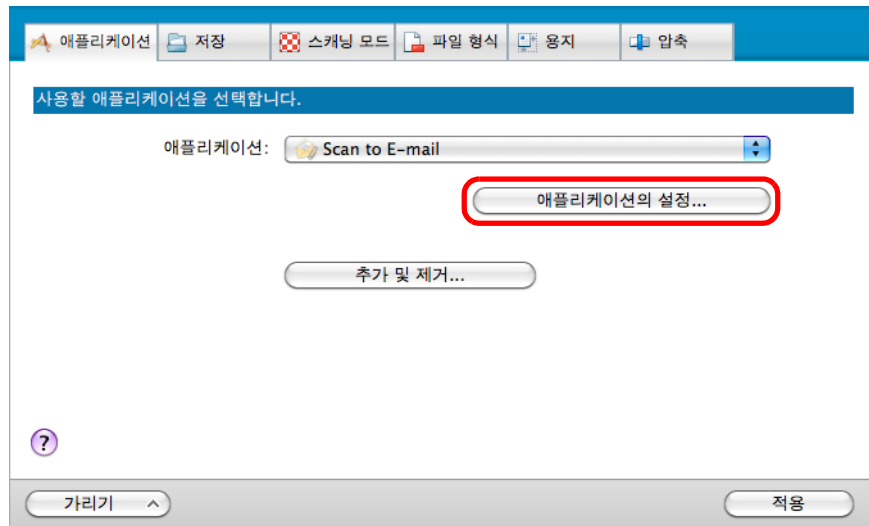 애플리케이션 저장 스캐닝 모드 파일 형식 용지 압축
사용할 애플리케이션을 선택합니다.
애플리케이션: Scan to E-mail
애플리케이션의 설정...
추가 및 제거...
?
가리기 적용